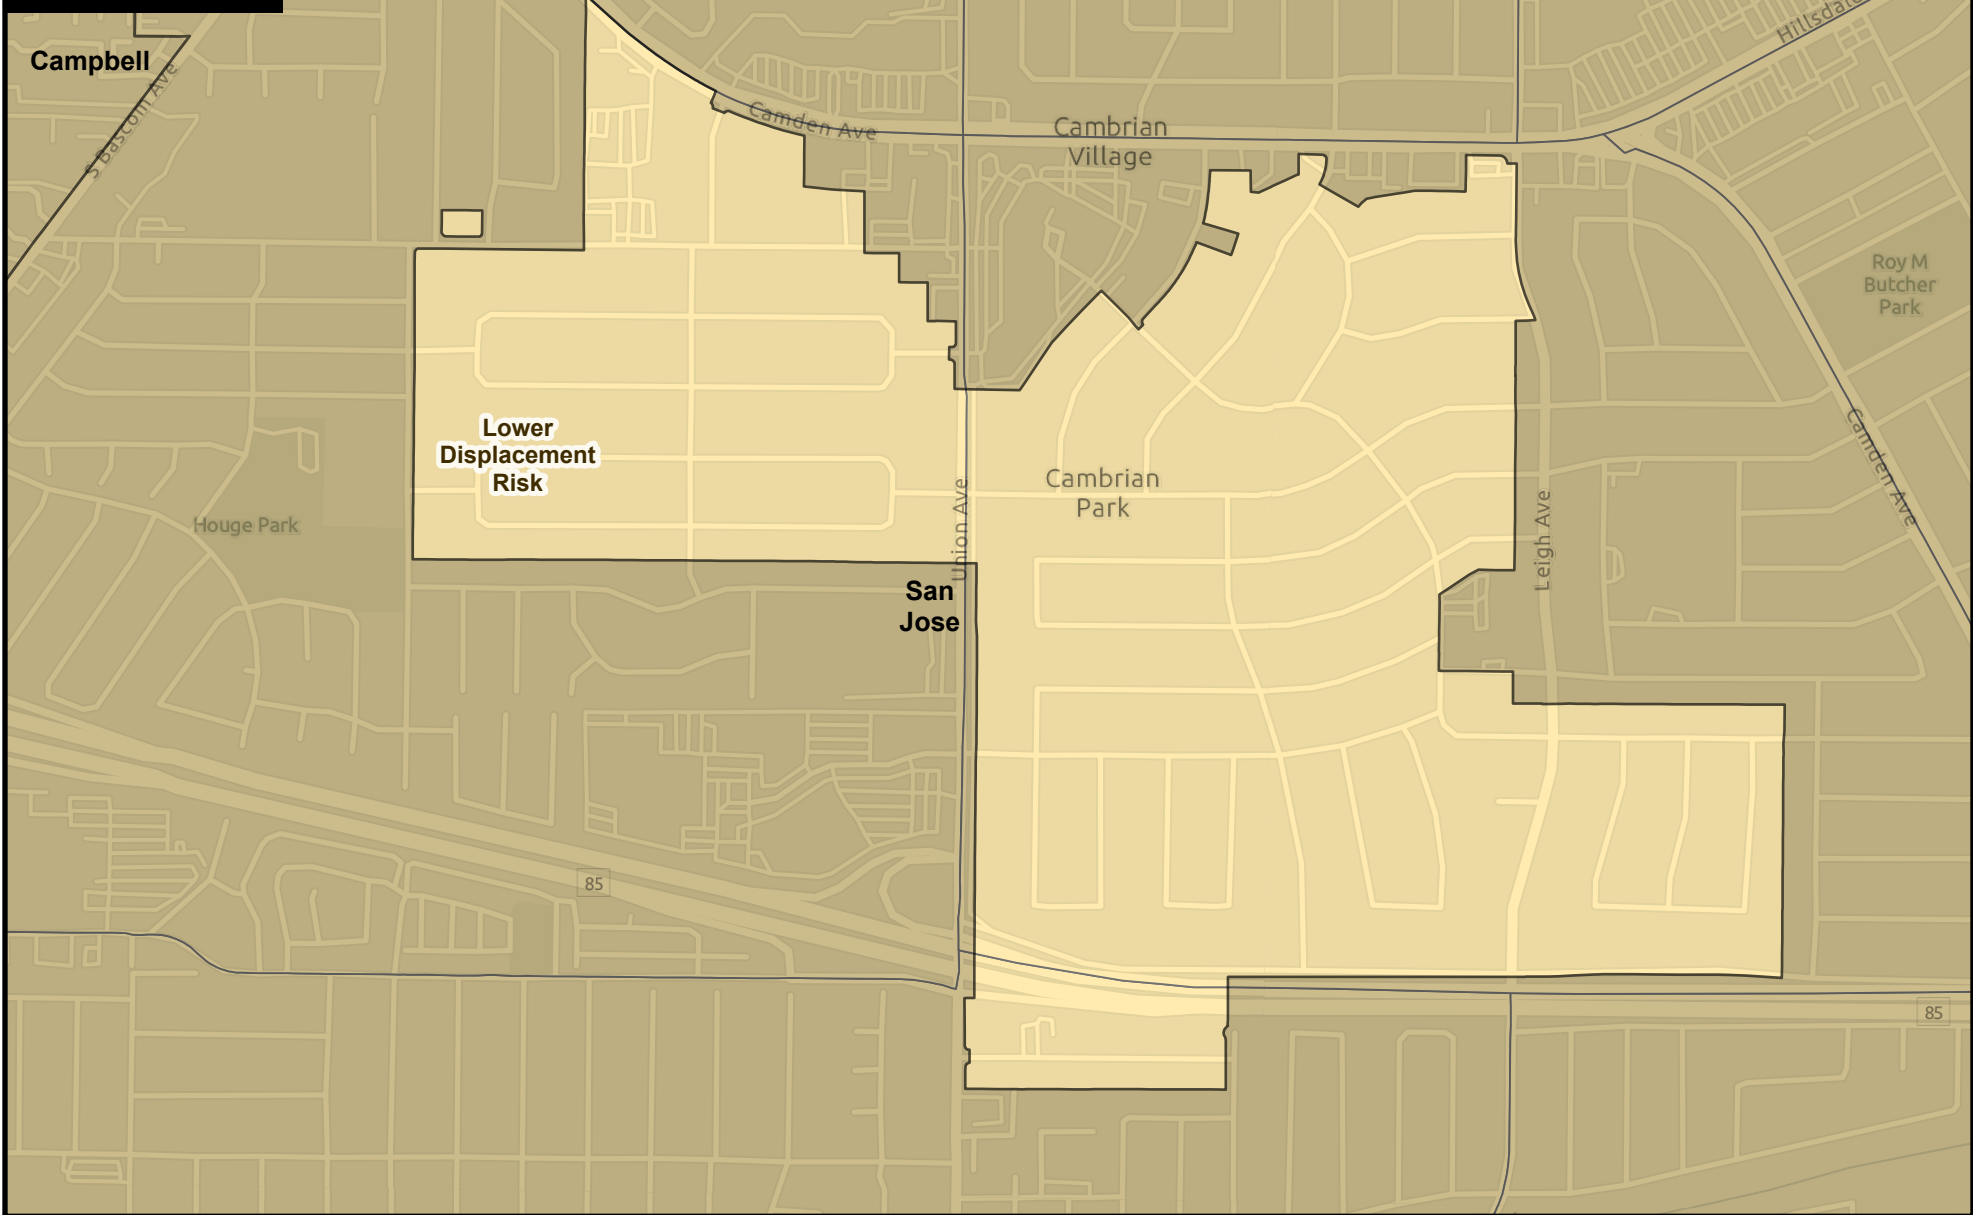 Campbell
S Bascom Ave
Hillsdale
Camden Ave
Cambrian
Village
Roy M
Butcher
Park
Lower
Displacement
Risk
Cambrian
Park
Camden Ave
Houge Park
Union Ave
Leigh Ave
San
Jose
85
85